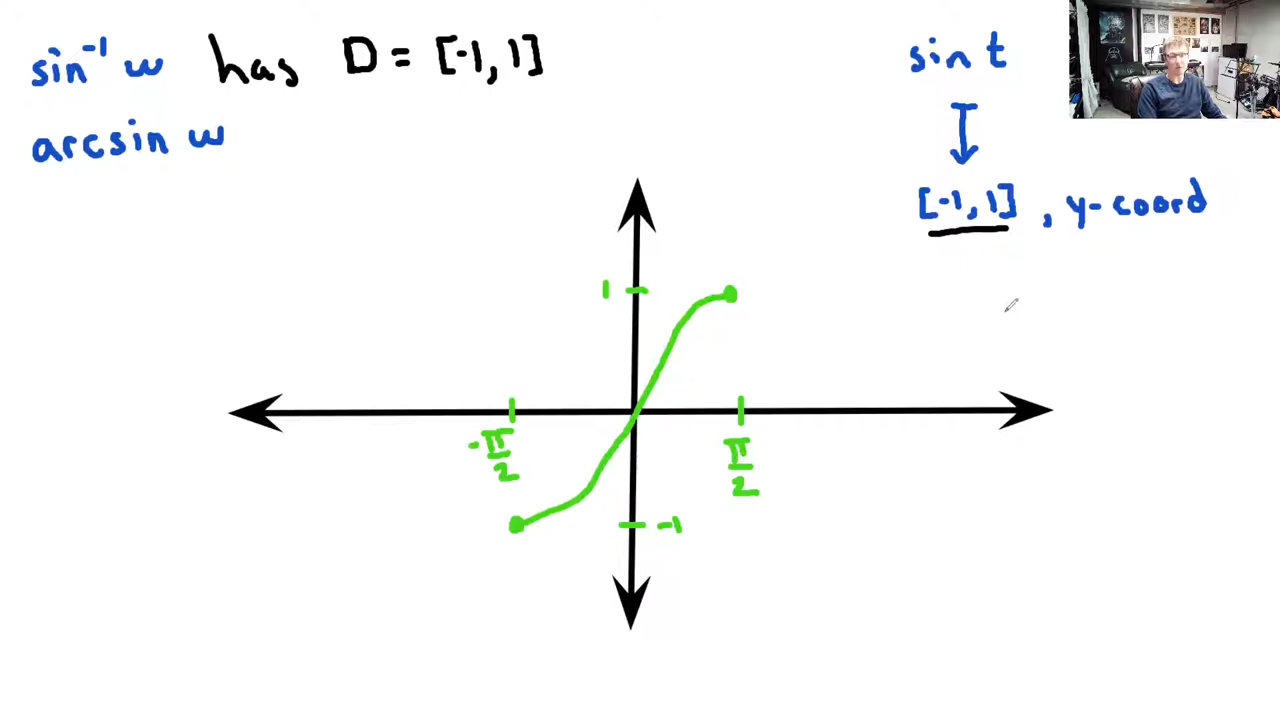 sin⁻¹ w has D = [-1, 1]
arcsin w
sin t
[-1, 1] , y-coord
1
-π/2
π/2
-1